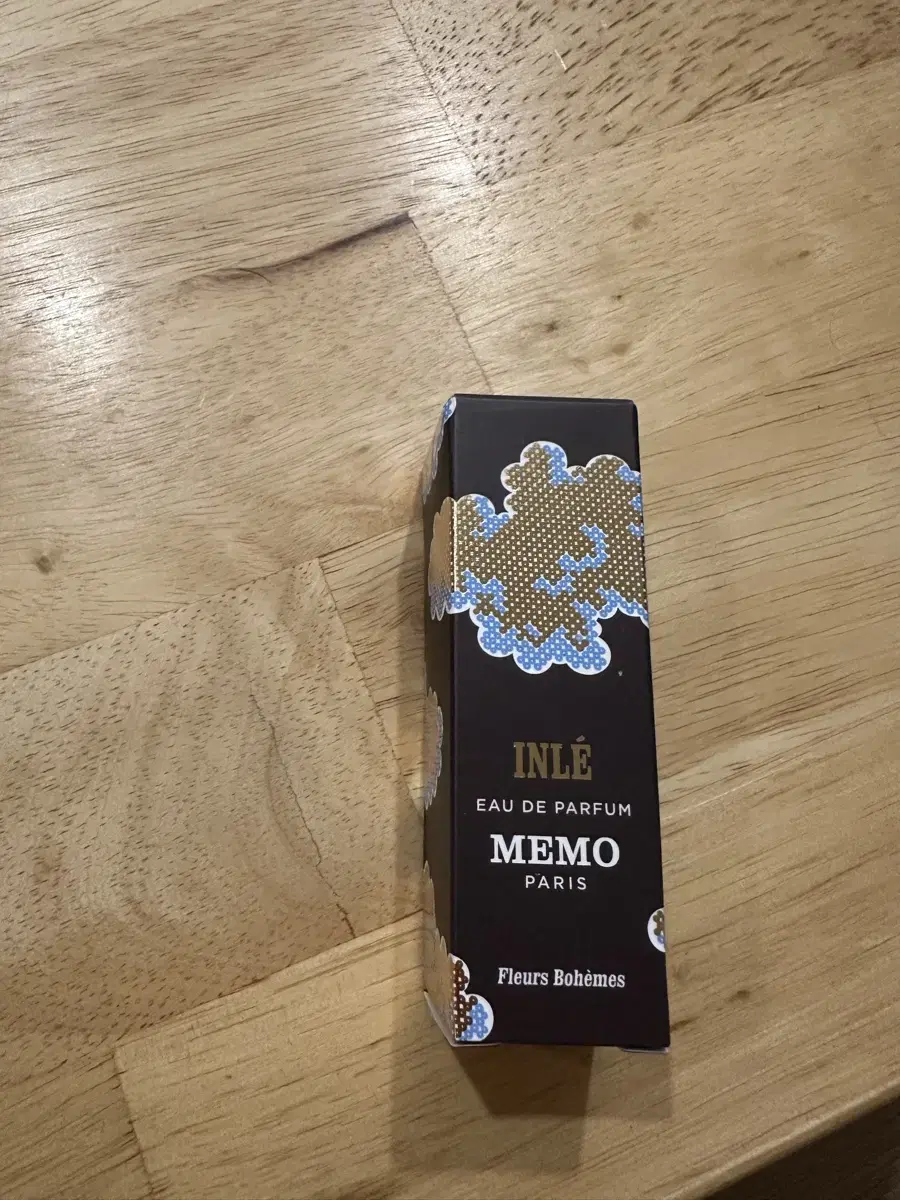 INLÉ
EAU DE PARFUM
MEMO
PARIS
Fleurs Bohèmes